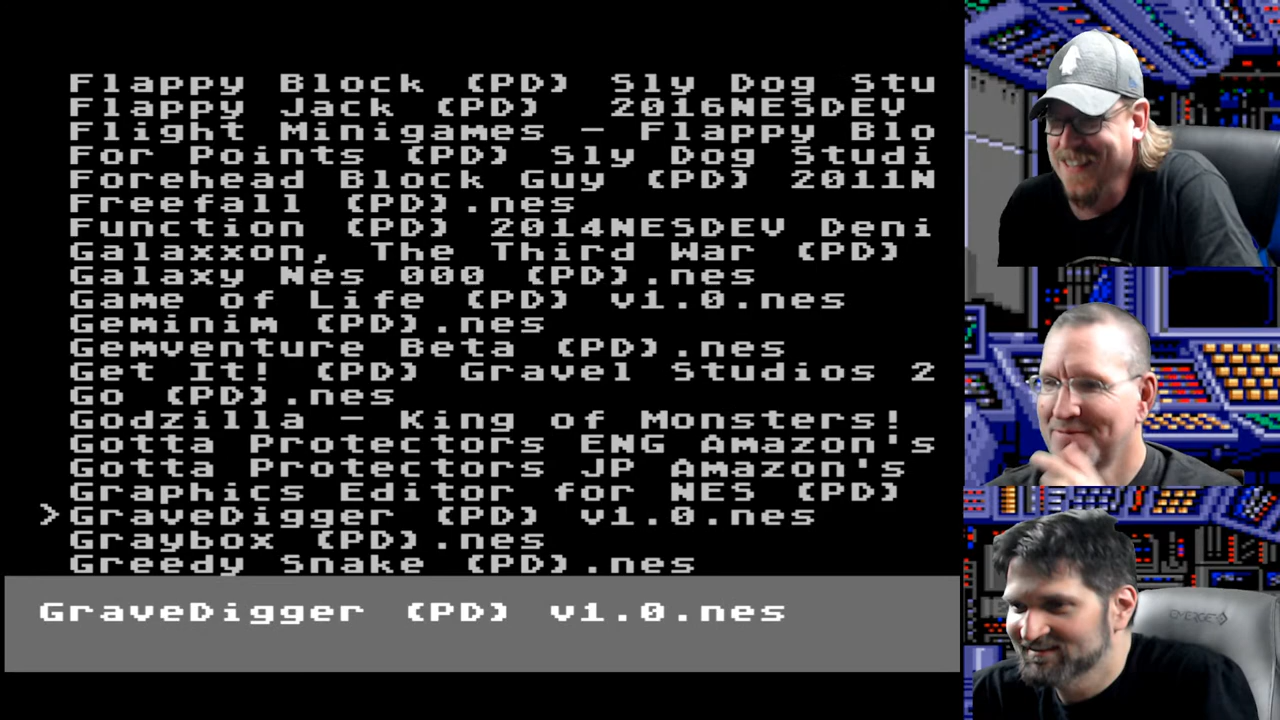 Flappy Block (PD) Sly Dog Stu
Flappy Jack (PD) 2016NESDEV
Flight Minigames - Flappy Blo
For Points (PD) Sly Dog Studi
Forehead Block Guy (PD) 2011N
Freefall (PD).nes
Function (PD) 2014NESDEV Deni
Galaxxon, The Third War (PD)
Galaxy Nes 000 (PD).nes
Game of Life (PD) v1.0.nes
Geminim (PD).nes
Gemventure Beta (PD).nes
Get It! (PD) Gravel Studios 2
Go (PD).nes
Godzilla - King of Monsters!
Gotta Protectors ENG Amazon's
Gotta Protectors JP Amazon's
Graphics Editor for NES (PD)
>GraveDigger (PD) v1.0.nes
Graybox (PD).nes
Greedy Snake (PD).nes
GraveDigger (PD) v1.0.nes
EMERGE